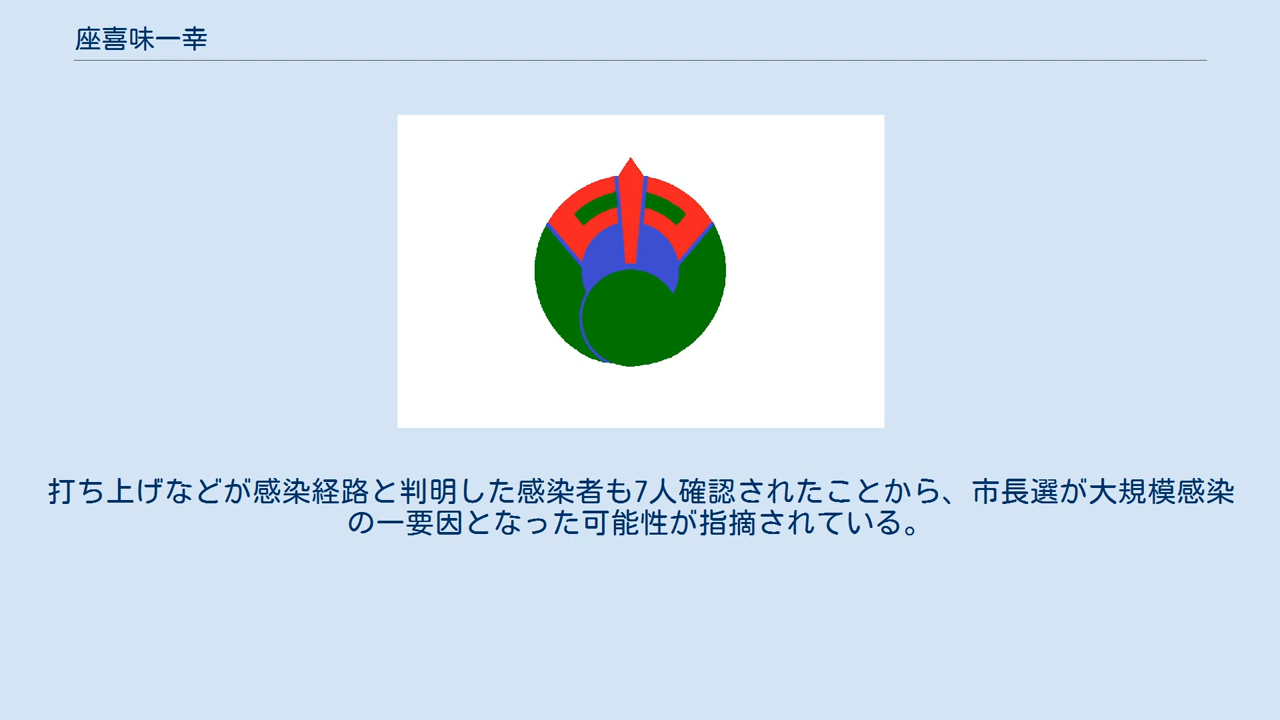 座喜味一幸
打ち上げなどが感染経路と判明した感染者も7人確認されたことから、市長選が大規模感染
の一要因となった可能性が指摘されている。